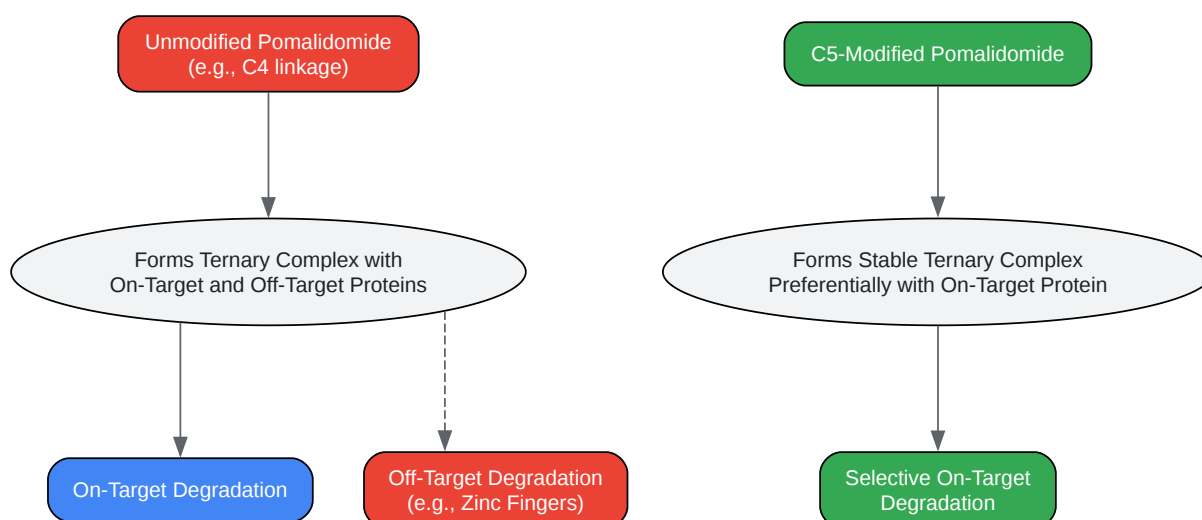 Unmodified Pomalidomide
(e.g., C4 linkage)
C5-Modified Pomalidomide
Forms Ternary Complex with
On-Target and Off-Target Proteins
Forms Stable Ternary Complex
Preferentially with On-Target Protein
On-Target Degradation
Off-Target Degradation
(e.g., Zinc Fingers)
Selective On-Target
Degradation